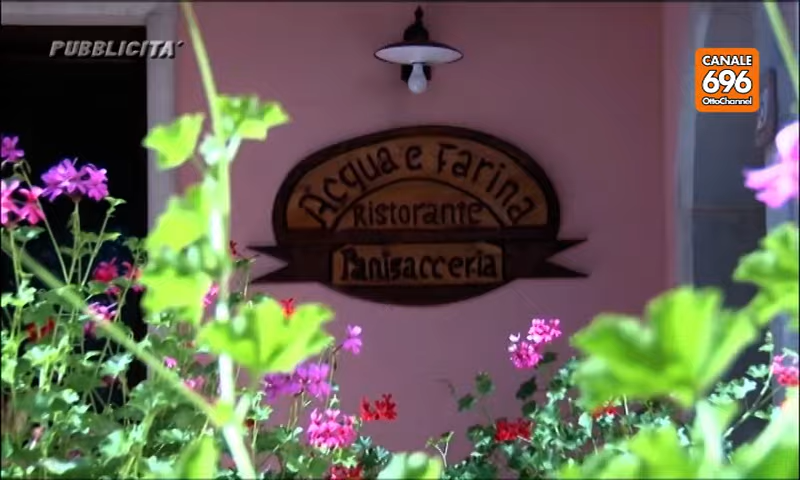 PUBBLICITA'
CANALE
696
OttoChannel
Acqua e Farina
Ristorante
Panisacceria